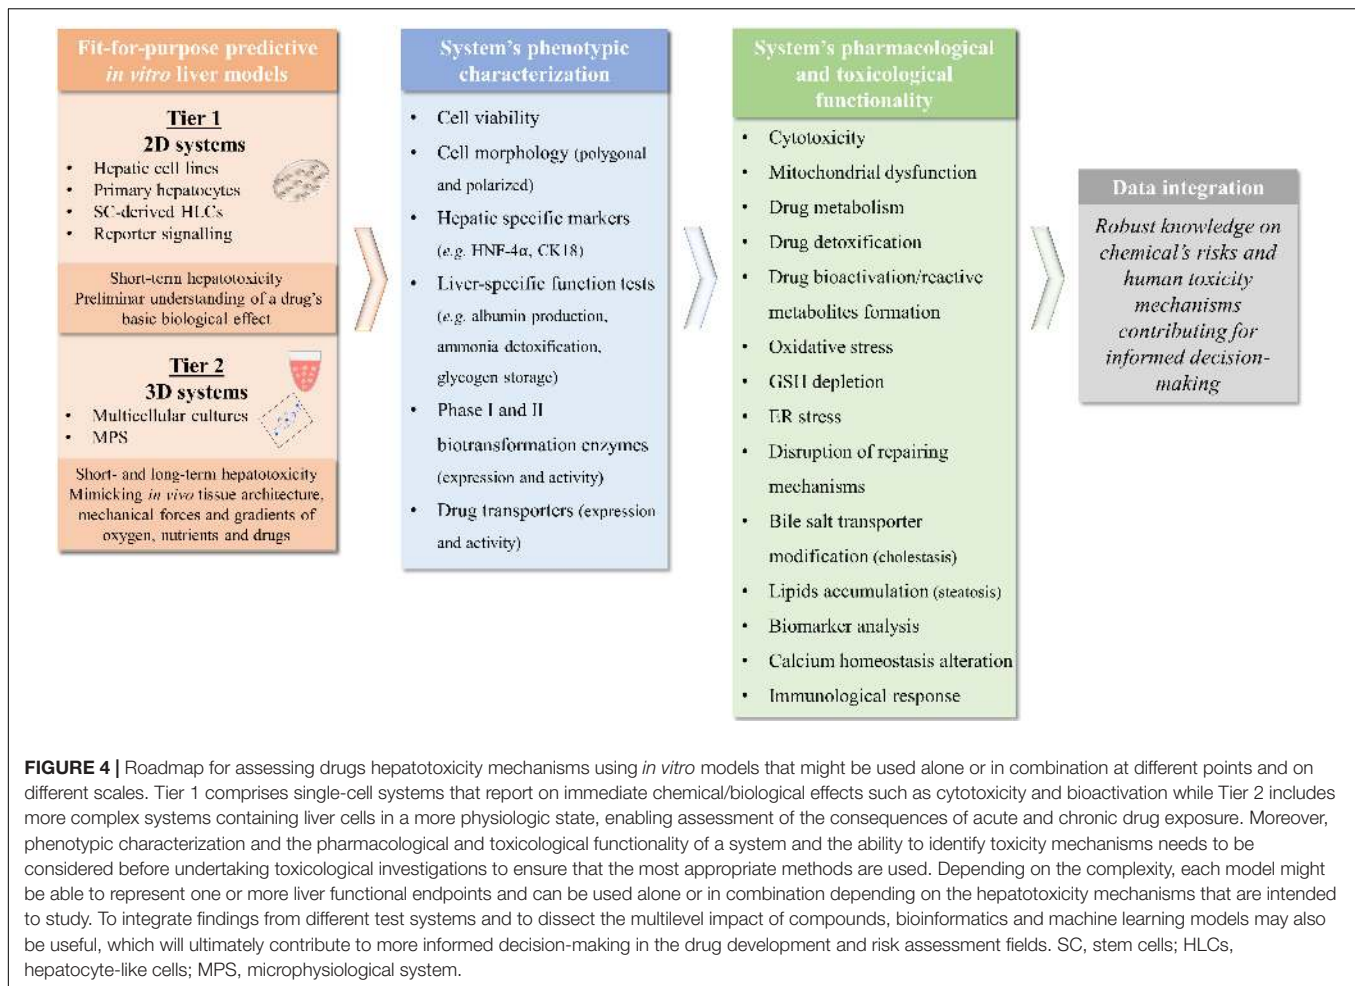 Fit-for-purpose predictive
in vitro liver models
Tier 1
2D systems
• Hepatic cell lines
• Primary hepatocytes
• SC-derived HLCs
• Reporter signalling
Short-term hepatotoxicity
Preliminar understanding of a drug's
basic biological effect
Tier 2
3D systems
• Multicellular cultures
• MPS
Short- and long-term hepatotoxicity
Mimicking in vivo tissue architecture,
mechanical forces and gradients of
oxygen, nutrients and drugs
System's phenotypic
characterization
• Cell viability
• Cell morphology (polygonal
and polarized)
• Hepatic specific markers
(e.g. HNF-4α, CK18)
• Liver-specific function tests
(e.g. albumin production,
ammonia detoxification,
glycogen storage)
• Phase I and II
biotransformation enzymes
(expression and activity)
• Drug transporters (expression
and activity)
System's pharmacological
and toxicological
functionality
• Cytotoxicity
• Mitochondrial dysfunction
• Drug metabolism
• Drug detoxification
• Drug bioactivation/reactive
metabolites formation
• Oxidative stress
• GSH depletion
• ER stress
• Disruption of repairing
mechanisms
• Bile salt transporter
modification (cholestasis)
• Lipids accumulation (steatosis)
• Biomarker analysis
• Calcium homeostasis alteration
• Immunological response
Data integration
Robust knowledge on
chemical's risks and
human toxicity
mechanisms
contributing for
informed decision-
making
FIGURE 4 | Roadmap for assessing drugs hepatotoxicity mechanisms using in vitro models that might be used alone or in combination at different points and on
different scales. Tier 1 comprises single-cell systems that report on immediate chemical/biological effects such as cytotoxicity and bioactivation while Tier 2 includes
more complex systems containing liver cells in a more physiologic state, enabling assessment of the consequences of acute and chronic drug exposure. Moreover,
phenotypic characterization and the pharmacological and toxicological functionality of a system and the ability to identify toxicity mechanisms needs to be
considered before undertaking toxicological investigations to ensure that the most appropriate methods are used. Depending on the complexity, each model might
be able to represent one or more liver functional endpoints and can be used alone or in combination depending on the hepatotoxicity mechanisms that are intended
to study. To integrate findings from different test systems and to dissect the multilevel impact of compounds, bioinformatics and machine learning models may also
be useful, which will ultimately contribute to more informed decision-making in the drug development and risk assessment fields. SC, stem cells; HLCs,
hepatocyte-like cells; MPS, microphysiological system.